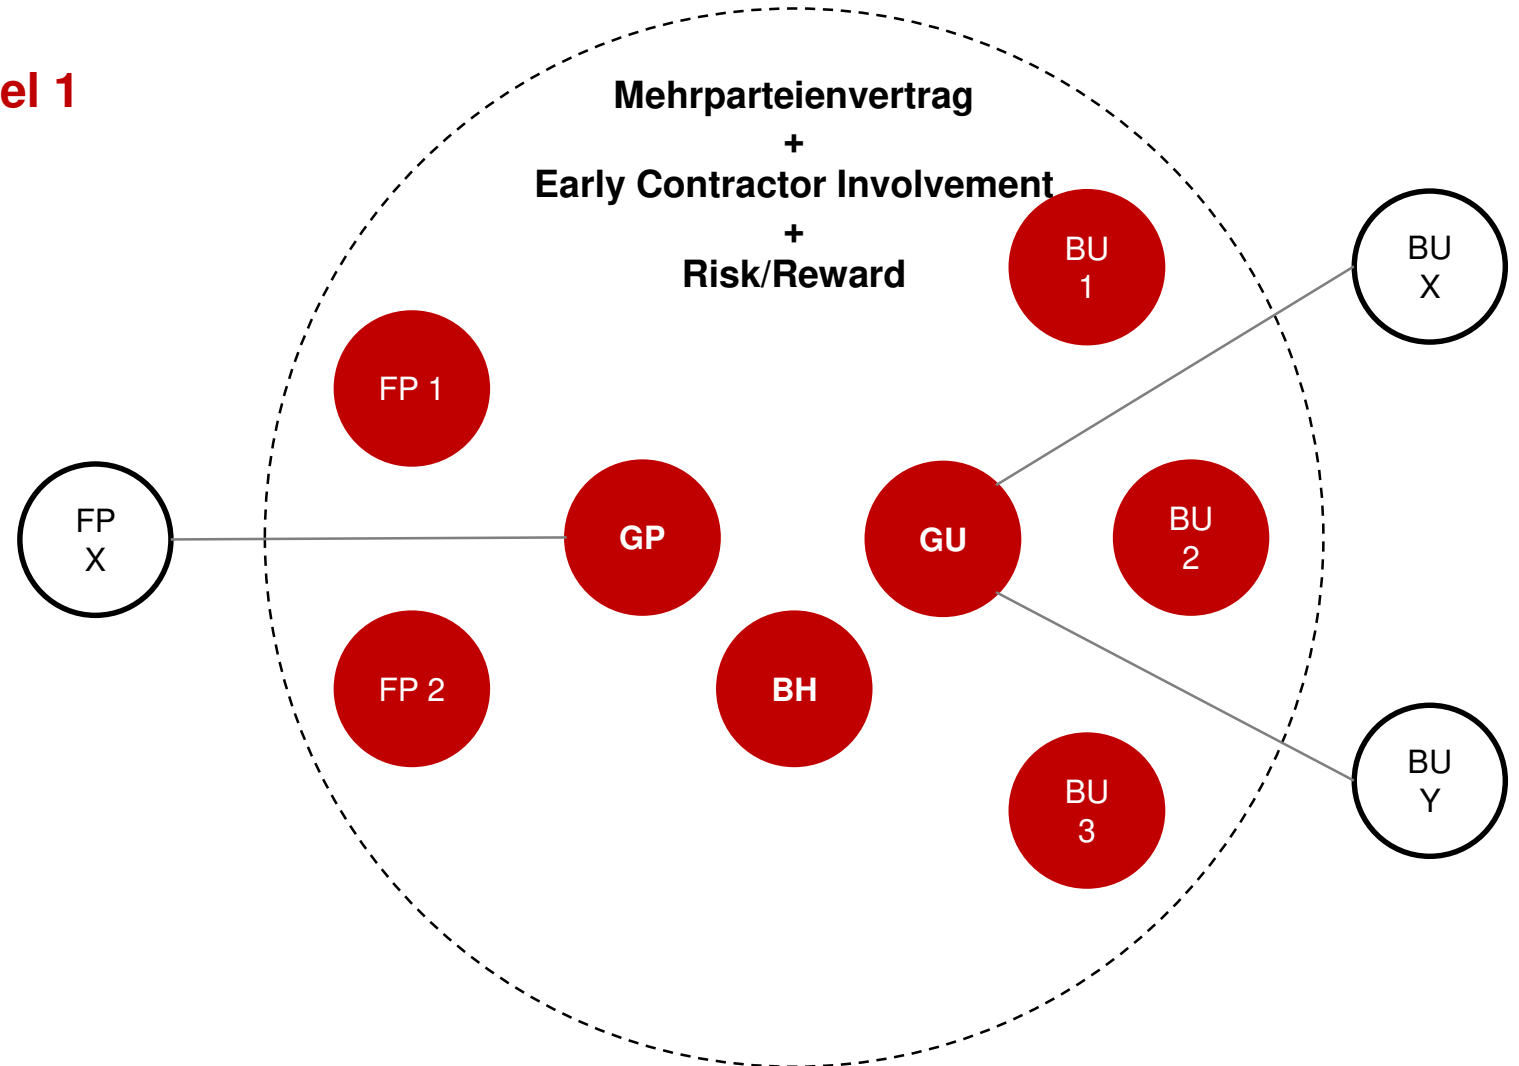 el 1
Mehrparteienvertrag
+
Early Contractor Involvement
+
Risk/Reward
BU
1
BU
X
FP 1
FP
X
GP
GU
BU
2
FP 2
BH
BU
3
BU
Y